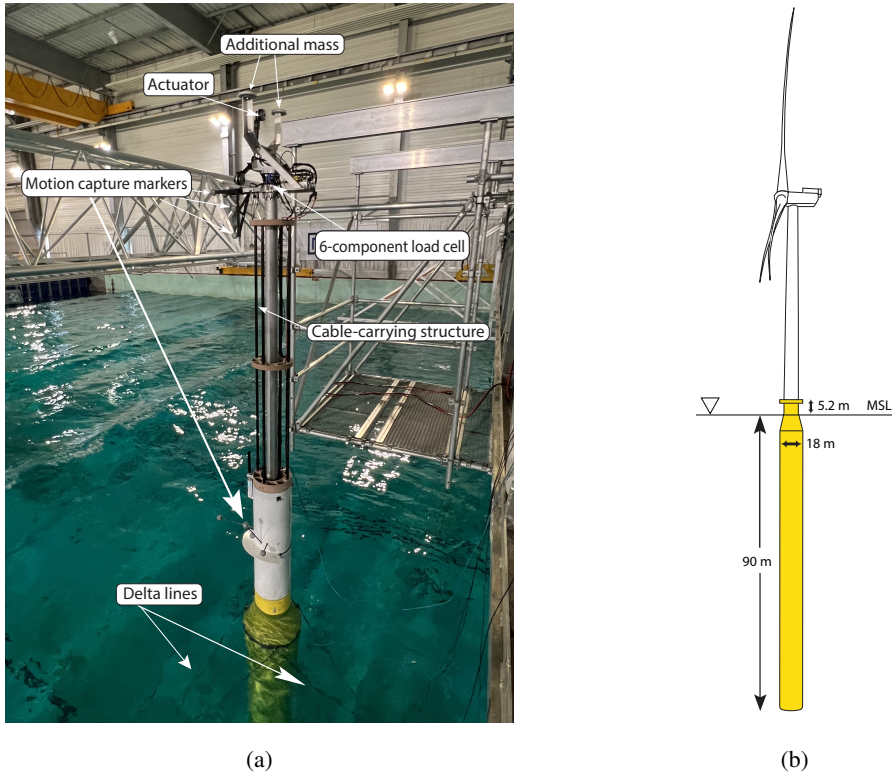 Additional mass
Actuator
Motion capture markers
6-component load cell
Cable-carrying structure
Delta lines
5.2 m
MSL
18 m
90 m
(a)
(b)